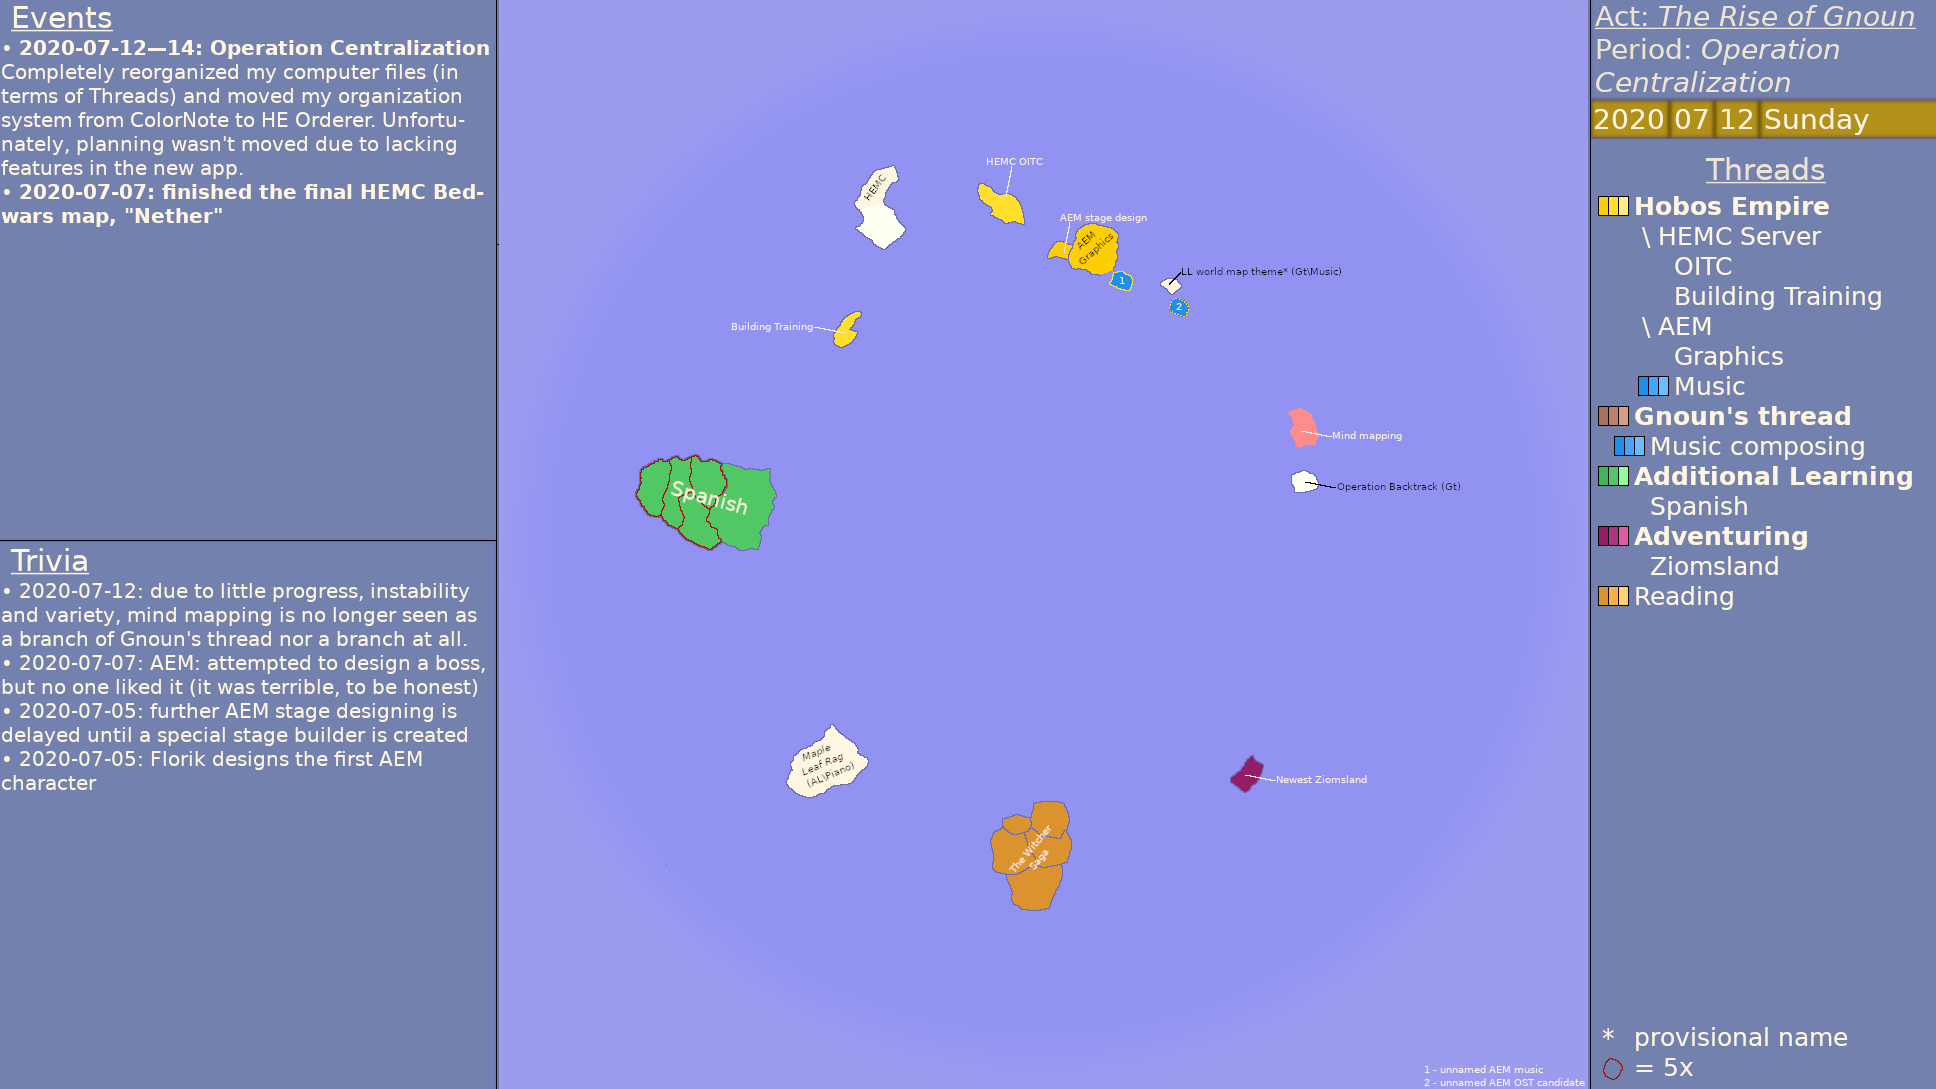 Events
• 2020-07-12—14: Operation Centralization
Completely reorganized my computer files (in
terms of Threads) and moved my organization
system from ColorNote to HE Orderer. Unfortu-
nately, planning wasn't moved due to lacking
features in the new app.
• 2020-07-07: finished the final HEMC Bed-
wars map, "Nether"
Trivia
• 2020-07-12: due to little progress, instability
and variety, mind mapping is no longer seen as
a branch of Gnoun's thread nor a branch at all.
• 2020-07-07: AEM: attempted to design a boss,
but no one liked it (it was terrible, to be honest)
• 2020-07-05: further AEM stage designing is
delayed until a special stage builder is created
• 2020-07-05: Florik designs the first AEM
character
HEMC
HEMC OITC
AEM stage design
AEM
Graphics
1
LL world map theme* (Gt\Music)
2
Building Training
Mind mapping
Operation Backtrack (Gt)
Spanish
Maple
Leaf Rag
(AL\Piano)
Newest Ziomsland
The Witcher
Saga
1 - unnamed AEM music
2 - unnamed AEM OST candidate
Act: The Rise of Gnoun
Period: Operation
Centralization
2020 07 12 Sunday
Threads
Hobos Empire
\ HEMC Server
OITC
Building Training
\ AEM
Graphics
Music
Gnoun's thread
Music composing
Additional Learning
Spanish
Adventuring
Ziomsland
Reading
* provisional name
= 5x